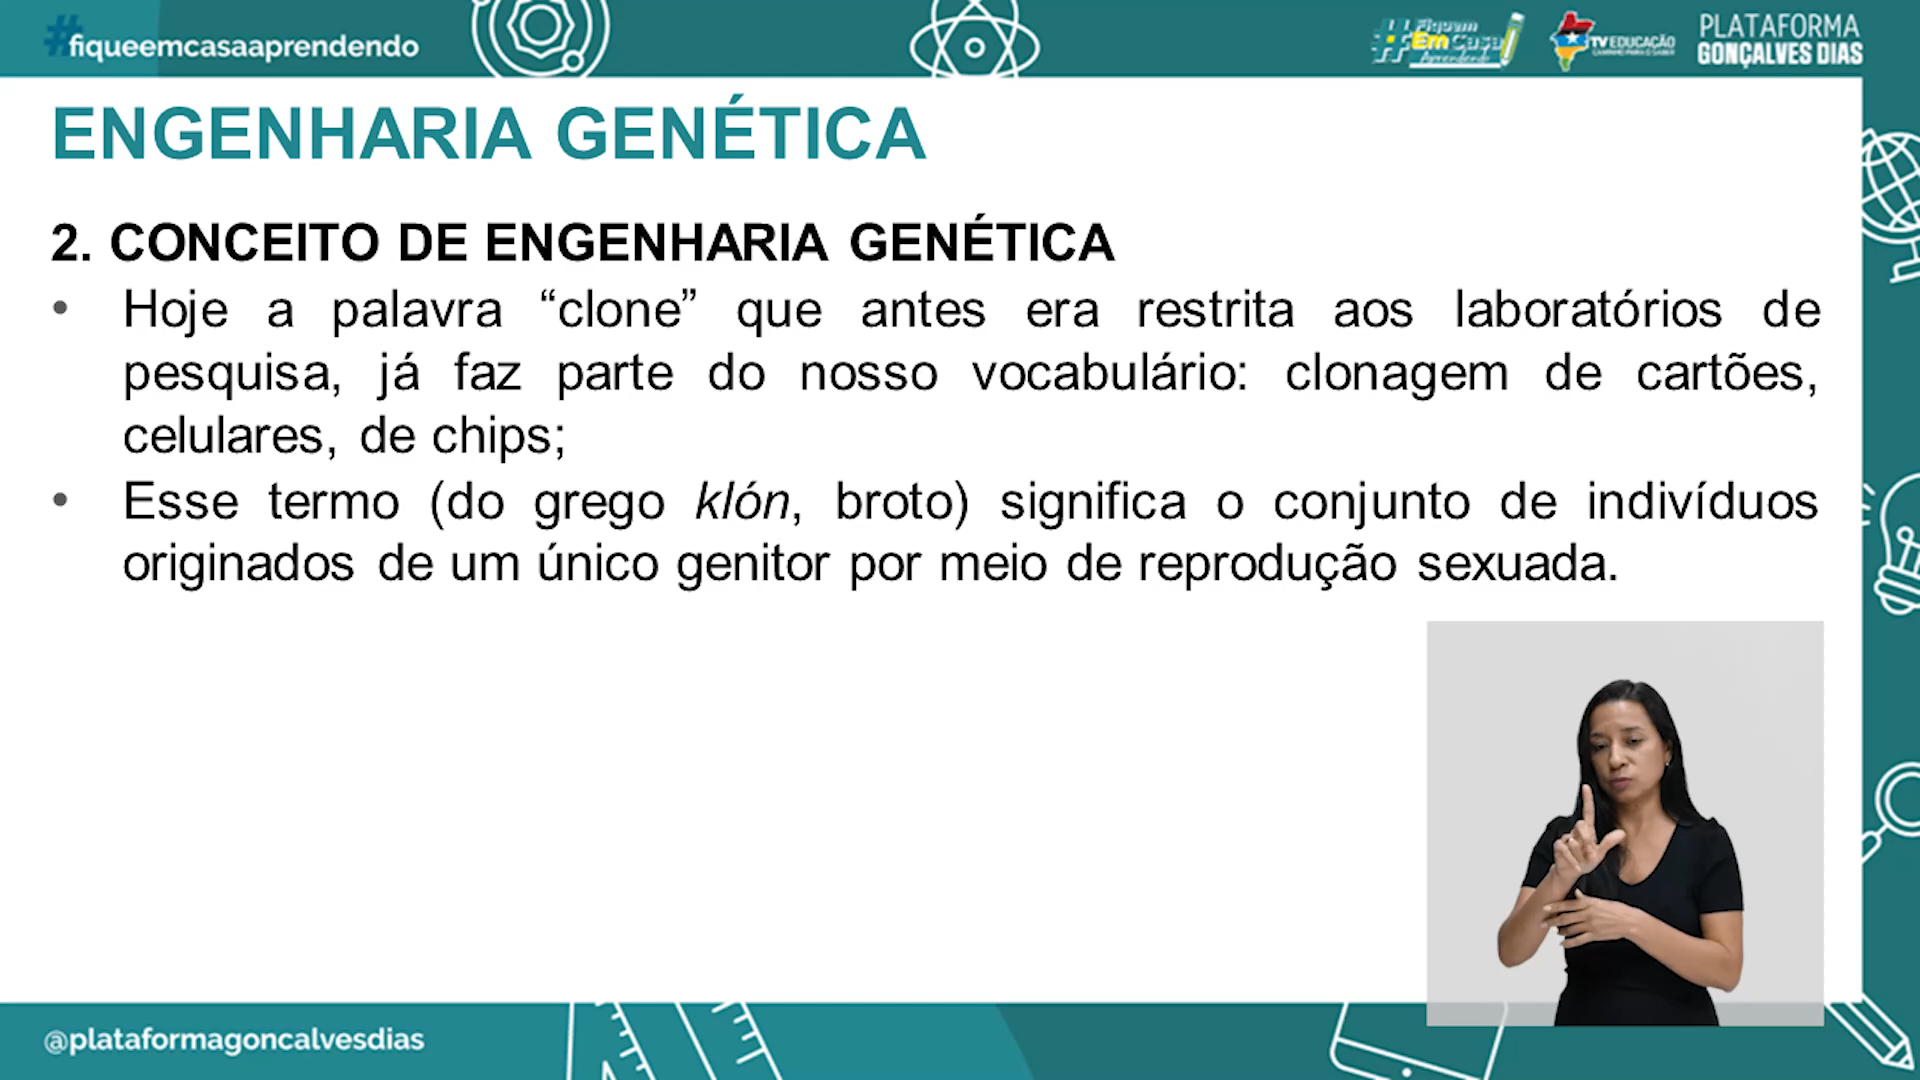 #fiqueemcasaaprendendo
#Fiquem
Em Casa
Aprendendo
TV EDUCAÇÃO
PLATAFORMA
GONÇALVES DIAS
ENGENHARIA GENÉTICA
2. CONCEITO DE ENGENHARIA GENÉTICA
• Hoje a palavra “clone” que antes era restrita aos laboratórios de
pesquisa, já faz parte do nosso vocabulário: clonagem de cartões,
celulares, de chips;
• Esse termo (do grego klón, broto) significa o conjunto de indivíduos
originados de um único genitor por meio de reprodução sexuada.
@plataformagoncalvesdias